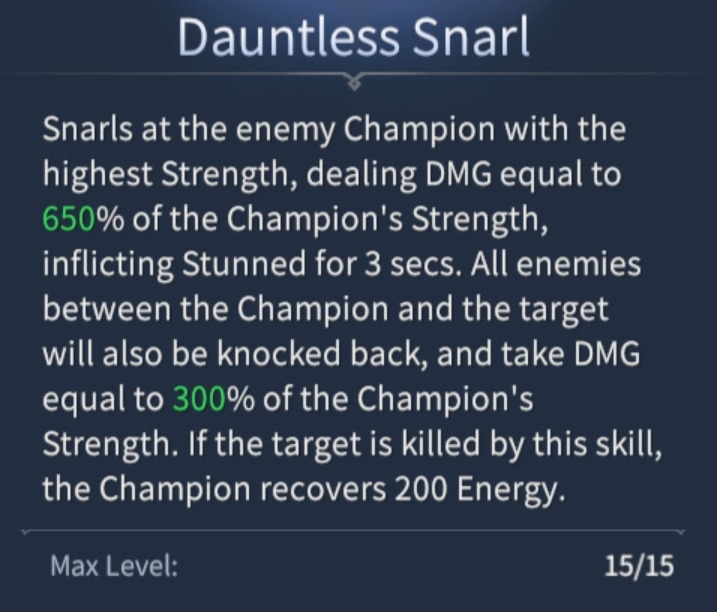 Dauntless Snarl
Snarls at the enemy Champion with the
highest Strength, dealing DMG equal to
650% of the Champion's Strength,
inflicting Stunned for 3 secs. All enemies
between the Champion and the target
will also be knocked back, and take DMG
equal to 300% of the Champion's
Strength. If the target is killed by this skill,
the Champion recovers 200 Energy.
Max Level: 15/15